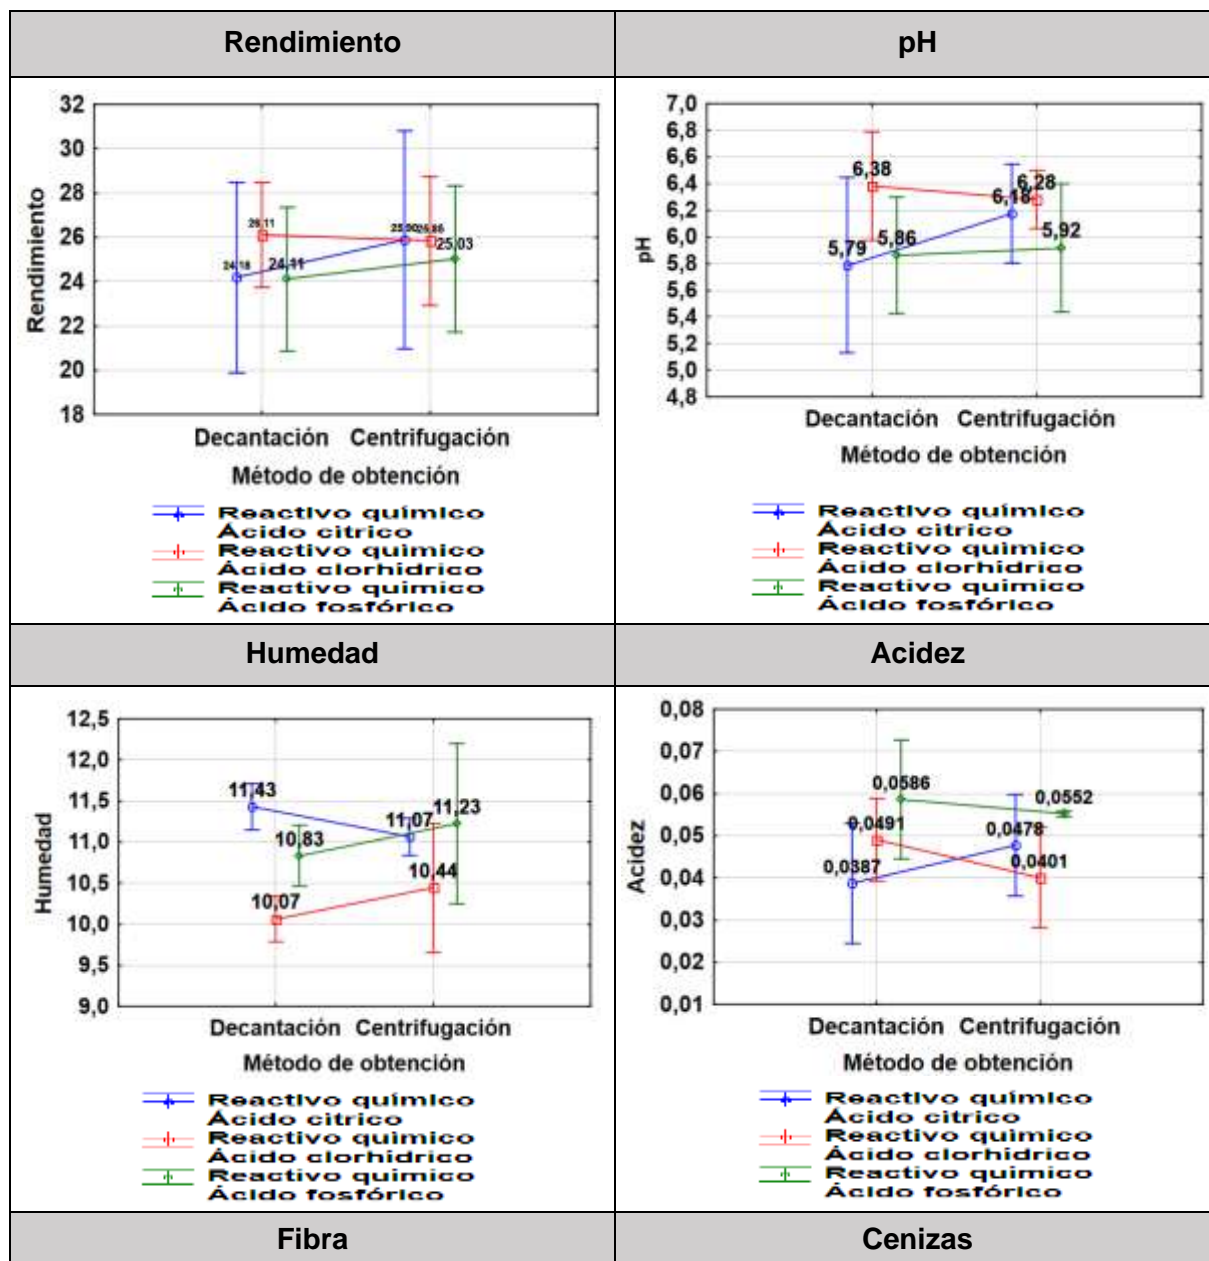 Rendimiento
pH
32
30
28
26
24
22
20
18
Rendimiento
24,18
26,11
24,11
25,90
25,85
25,03
Decantación Centrifugación
Método de obtención
Reactivo químico
Ácido cítrico
Reactivo químico
Ácido clorhídrico
Reactivo químico
Ácido fosfórico
7,0
6,8
6,6
6,4
6,2
6,0
5,8
5,6
5,4
5,2
5,0
4,8
pH
6,38
5,79
5,86
6,18
6,28
5,92
Decantación Centrifugación
Método de obtención
Reactivo químico
Ácido cítrico
Reactivo químico
Ácido clorhídrico
Reactivo químico
Ácido fosfórico
Humedad
Acidez
12,5
12,0
11,5
11,0
10,5
10,0
9,5
9,0
Humedad
11,43
10,83
10,07
11,07
11,23
10,44
Decantación Centrifugación
Método de obtención
Reactivo químico
Ácido cítrico
Reactivo químico
Ácido clorhídrico
Reactivo químico
Ácido fosfórico
0,08
0,07
0,06
0,05
0,04
0,03
0,02
0,01
Acidez
0,0586
0,0491
0,0387
0,0552
0,0478
0,0401
Decantación Centrifugación
Método de obtención
Reactivo químico
Ácido cítrico
Reactivo químico
Ácido clorhídrico
Reactivo químico
Ácido fosfórico
Fibra
Cenizas